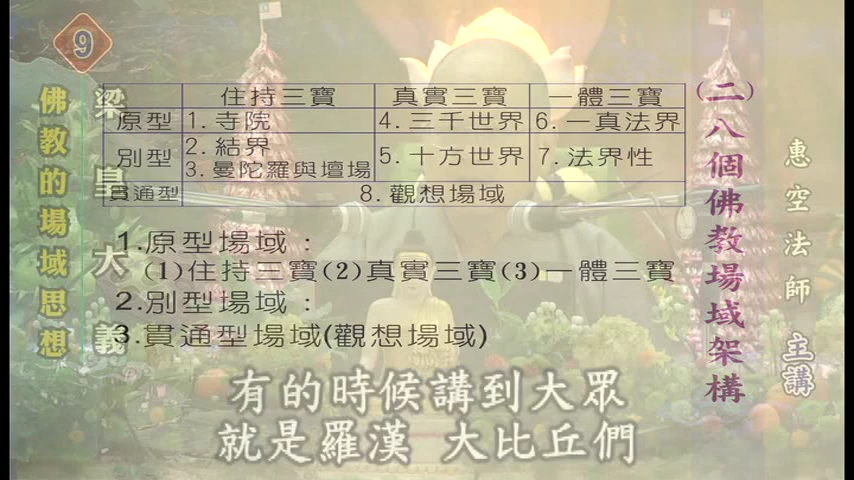 9
佛教的場域思想
梁皇大義
住持三寶 真實三寶 一體三寶
原型 1.寺院 4.三千世界 6.一真法界
別型 2.結界 3.曼陀羅與壇場 5.十方世界 7.法界性
貫通型 8.觀想場域
1.原型場域:
(1)住持三寶(2)真實三寶(3)一體三寶
2.別型場域:
3.貫通型場域(觀想場域)
(二)八個佛教場域架構
惠空法師 主講
有的時候講到大眾
就是羅漢 大比丘們